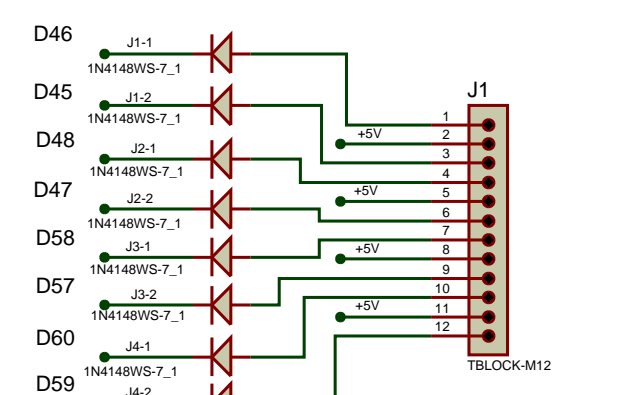 D46
J1-1
1N4148WS-7_1
D45
J1-2
1N4148WS-7_1
D48
J2-1
1N4148WS-7_1
D47
J2-2
1N4148WS-7_1
D58
J3-1
1N4148WS-7_1
D57
J3-2
1N4148WS-7_1
D60
J4-1
1N4148WS-7_1
D59
J4-2
J1
1
+5V
2
3
4
+5V
5
6
7
+5V
8
9
10
+5V
11
12
TBLOCK-M12